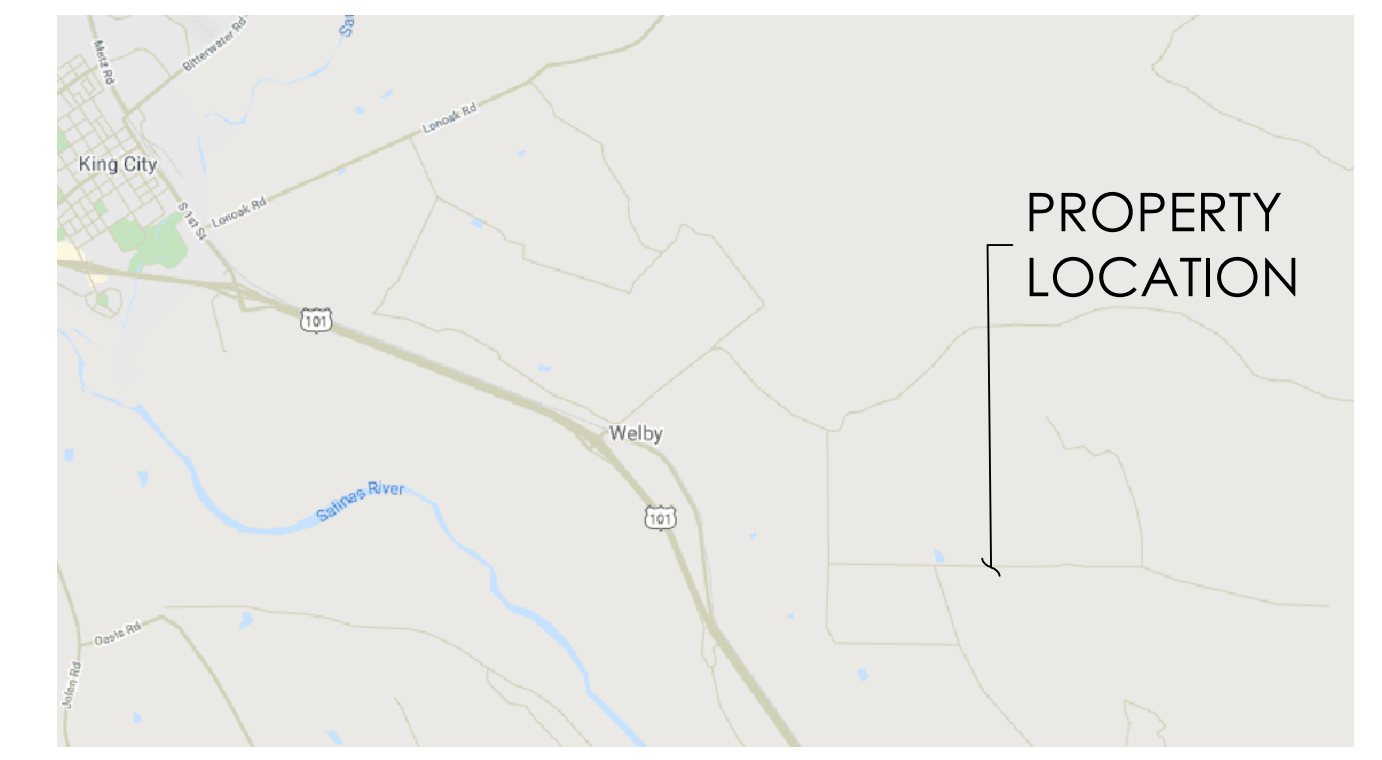 Metz Rd
Bitterwater Rd
Lonoak Rd
King City
S 1st St
Lonoak Rd
PROPERTY
LOCATION
101
Welby
Salinas River
101
Oasis Rd
Jolon Rd